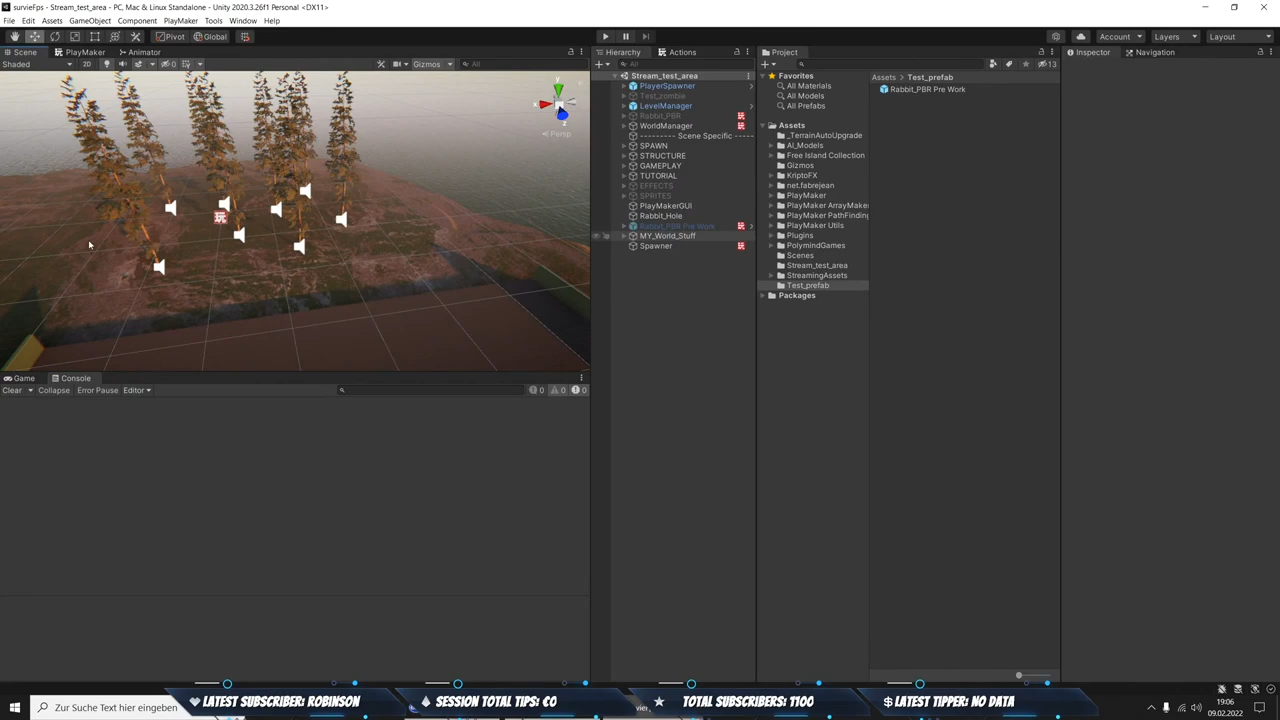 survieFps - Stream_test_area - PC, Mac & Linux Standalone - Unity 2020.3.26f1 Personal <DX11>
File Edit Assets GameObject Component PlayMaker Tools Window Help
Pivot Global Account Layers Layout
Scene PlayMaker Animator
Shaded 2D 0 Gizmos All
y
x
z
Persp
Game Console
Clear Collapse Error Pause Editor 0 0 0
Hierarchy Actions
All
Stream_test_area
PlayerSpawner
Test_zombie
LevelManager
Rabbit_PBR
WorldManager
--------- Scene Specific -----
SPAWN
STRUCTURE
GAMEPLAY
TUTORIAL
EFFECTS
SPRITES
PlayMakerGUI
Rabbit_Hole
Rabbit_PBR Pre Work
MY_World_Stuff
Spawner
Project
13
Favorites
All Materials
All Models
All Prefabs
Assets
_TerrainAutoUpgrade
AI_Models
Free Island Collection
Gizmos
KriptoFX
net.fabrejean
PlayMaker
PlayMaker ArrayMaker
PlayMaker PathFinding
PlayMaker Utils
Plugins
PolymindGames
Scenes
Stream_test_area
StreamingAssets
Test_prefab
Packages
Assets Test_prefab
Rabbit_PBR Pre Work
Inspector Navigation
Zur Suche Text hier eingeben
LATEST SUBSCRIBER: ROBINSON
SESSION TOTAL TIPS: €0
TOTAL SUBSCRIBERS: 1100
$ LATEST TIPPER: NO DATA
19:06
09.02.2022